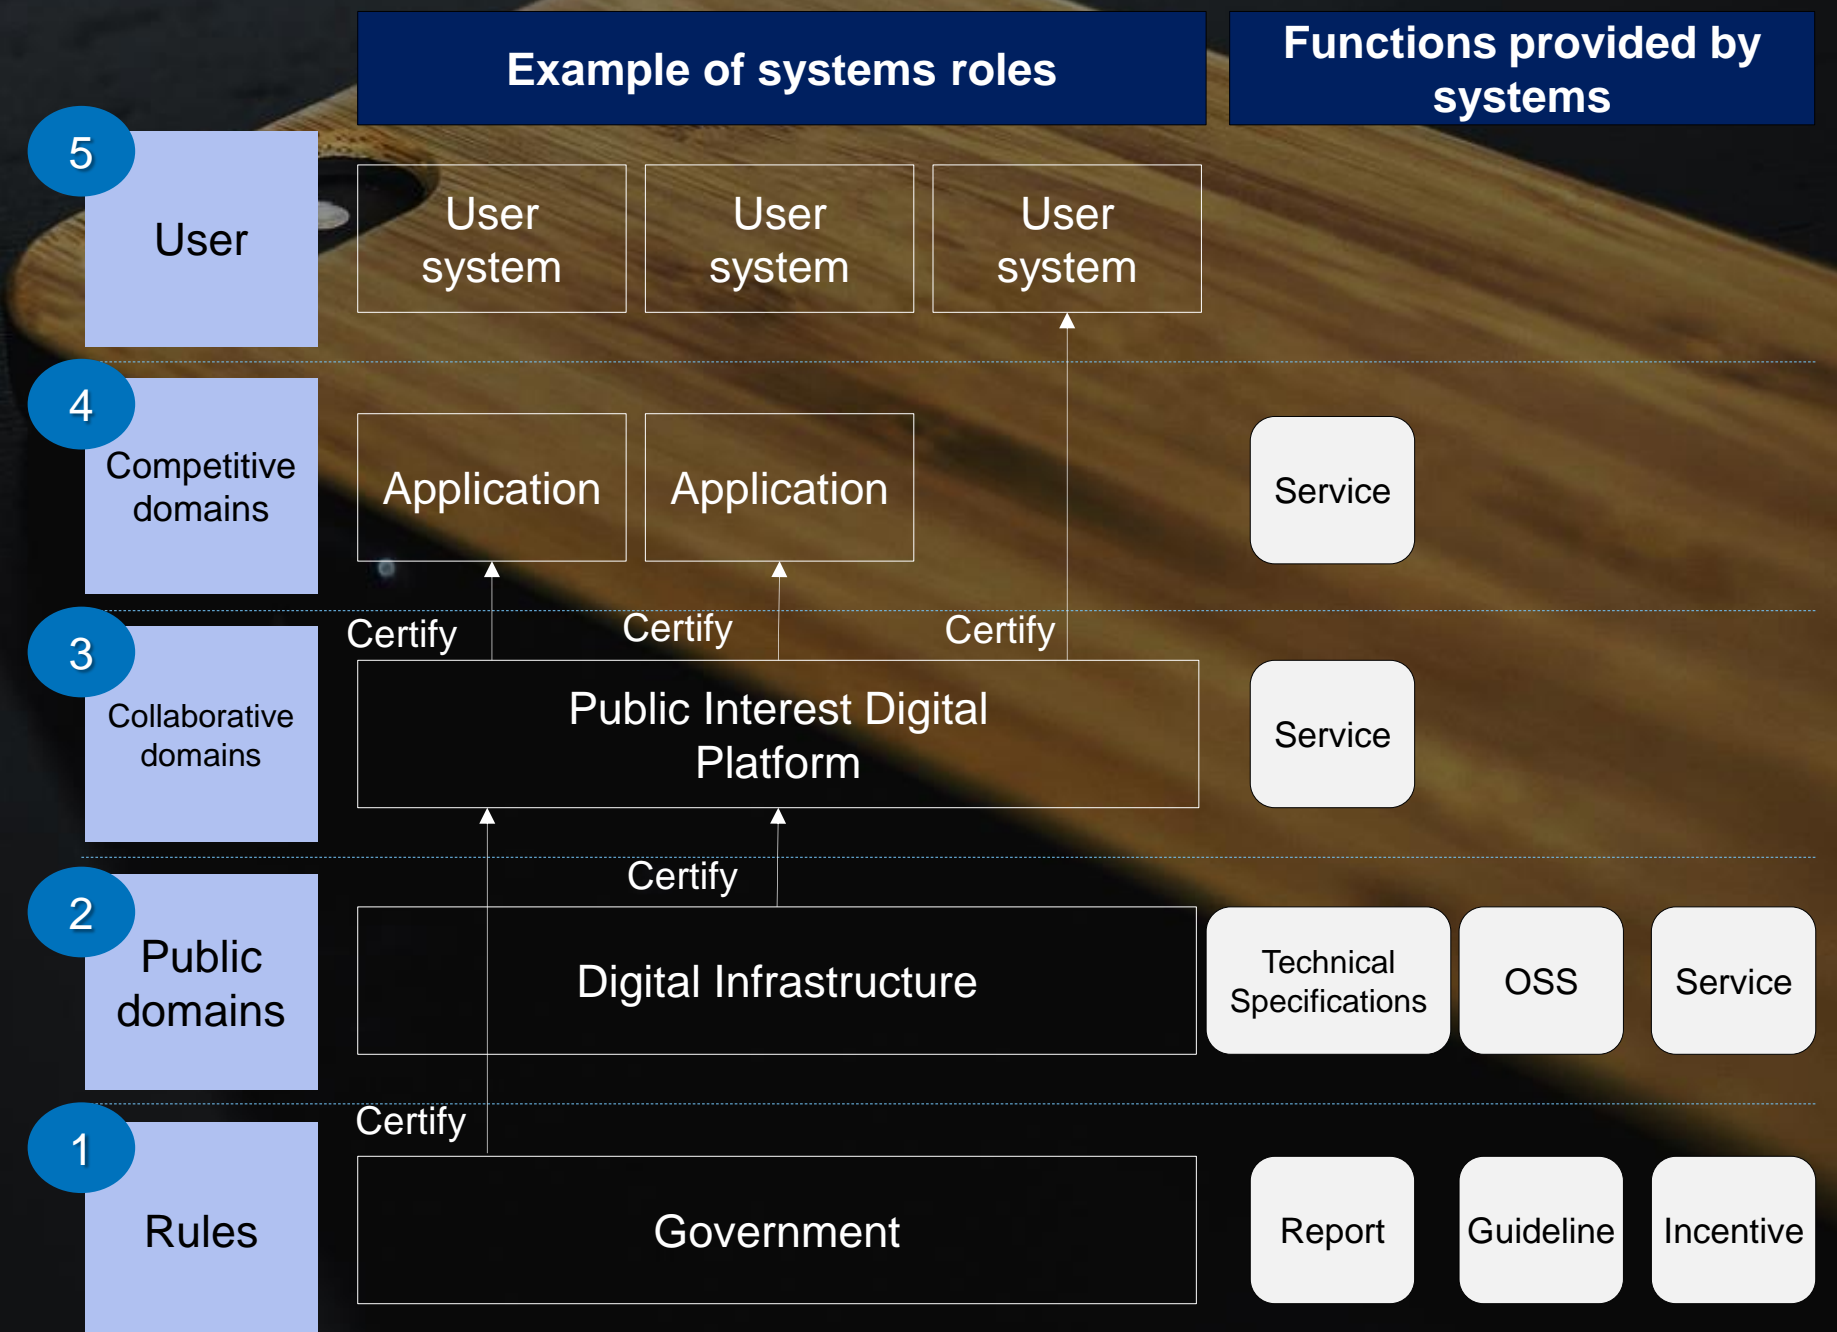 Example of systems roles
Functions provided by
systems
5
User
User
system
User
system
User
system
4
Competitive
domains
Application
Application
Service
3
Collaborative
domains
Certify
Certify
Certify
Public Interest Digital
Platform
Service
2
Public
domains
Certify
Digital Infrastructure
Technical
Specifications
OSS
Service
1
Rules
Certify
Government
Report
Guideline
Incentive